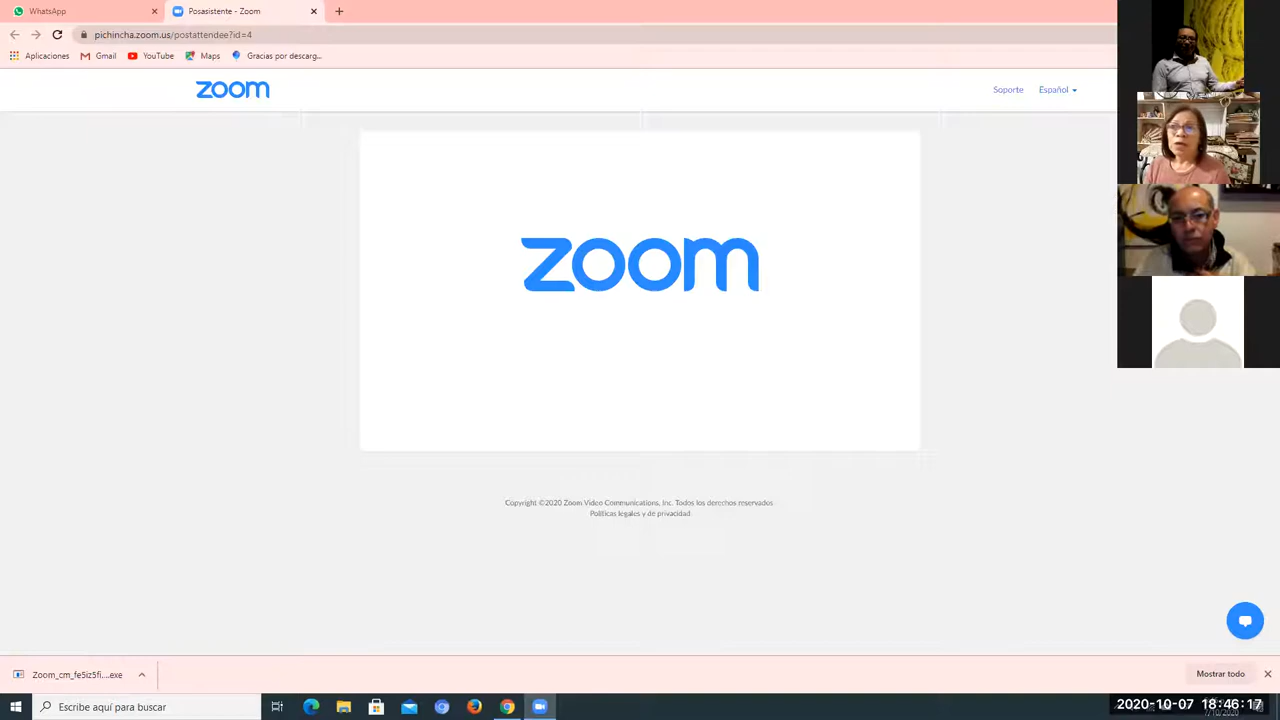 WhatsApp
Posasistente - Zoom
pichincha.zoom.us/postattendee?id=4
Aplicaciones
Gmail
YouTube
Maps
Gracias por descarg...
zoom
Soporte
Español
zoom
Copyright ©2020 Zoom Video Communications, Inc. Todos los derechos reservados
Políticas legales y de privacidad
Zoom_cm_fe5iz5fi....exe
Mostrar todo
Escribe aquí para buscar
2020-10-07 18:46:17